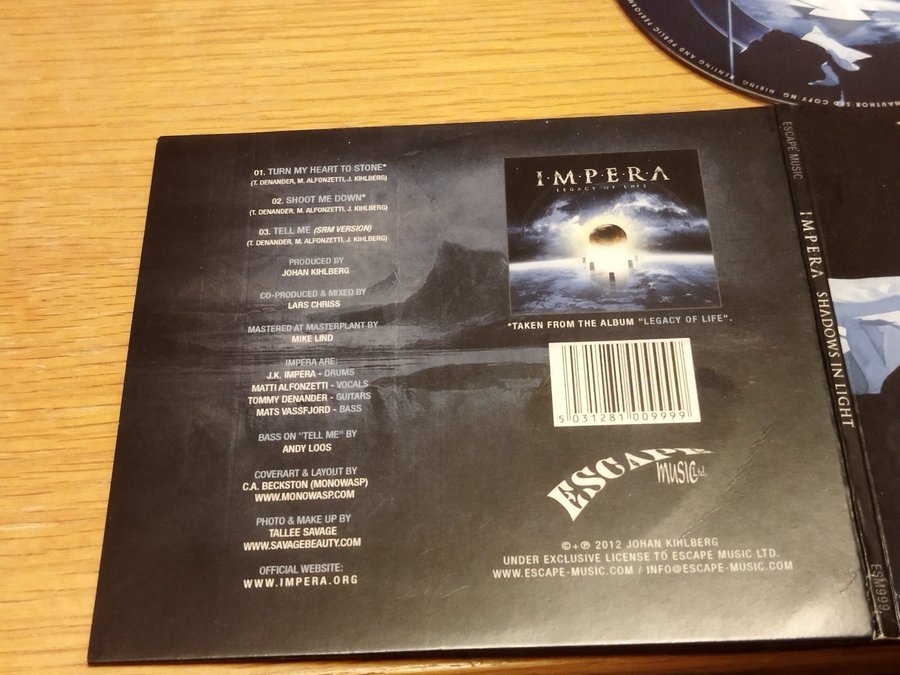 01. TURN MY HEART TO STONE*
(T. DENANDER, M. ALFONZETTI, J. KIHLBERG)
02. SHOOT ME DOWN*
(T. DENANDER, M. ALFONZETTI, J. KIHLBERG)
03. TELL ME (SRM VERSION)
(T. DENANDER, M. ALFONZETTI, J. KIHLBERG)
PRODUCED BY
JOHAN KIHLBERG
CO-PRODUCED & MIXED BY
LARS CHRISS
MASTERED AT MASTERPLANT BY
MIKE LIND
IMPERA ARE:
J.K. IMPERA - DRUMS
MATTI ALFONZETTI - VOCALS
TOMMY DENANDER - GUITARS
MATS VASSFJORD - BASS
BASS ON "TELL ME" BY
ANDY LOOS
COVERART & LAYOUT BY
C.A. BECKSTON (MONOWASP)
WWW.MONOWASP.COM
PHOTO & MAKE UP BY
TALLEE SAVAGE
WWW.SAVAGEBEAUTY.COM
OFFICIAL WEBSITE:
WWW.IMPERA.ORG
I·M·P·E·R·A
LEGACY OF LIFE
*TAKEN FROM THE ALBUM "LEGACY OF LIFE".
5 031281 009999
ESCAPE
music Ltd.
©+℗ 2012 JOHAN KIHLBERG
UNDER EXCLUSIVE LICENSE TO ESCAPE MUSIC LTD.
WWW.ESCAPE-MUSIC.COM / INFO@ESCAPE-MUSIC.COM
ESCAPE MUSIC
I·M·P·E·R·A SHADOWS IN LIGHT
ESM999
HIRING, RENTING AND PUBLIC